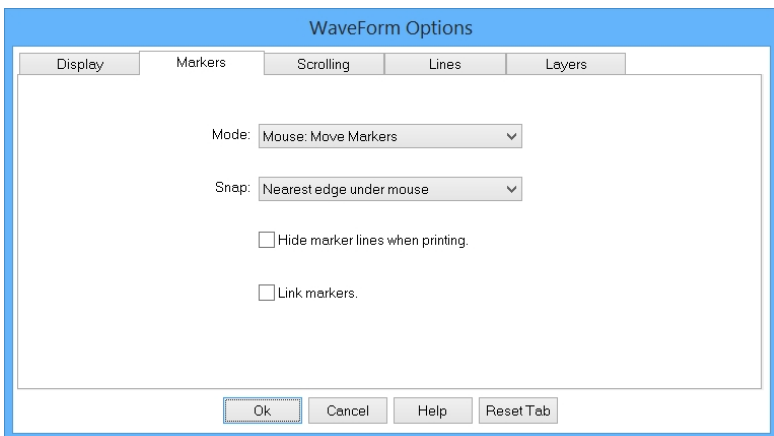 WaveForm Options
Display Markers Scrolling Lines Layers
Mode: Mouse: Move Markers
Snap: Nearest edge under mouse
Hide marker lines when printing.
Link markers.
Ok Cancel Help Reset Tab